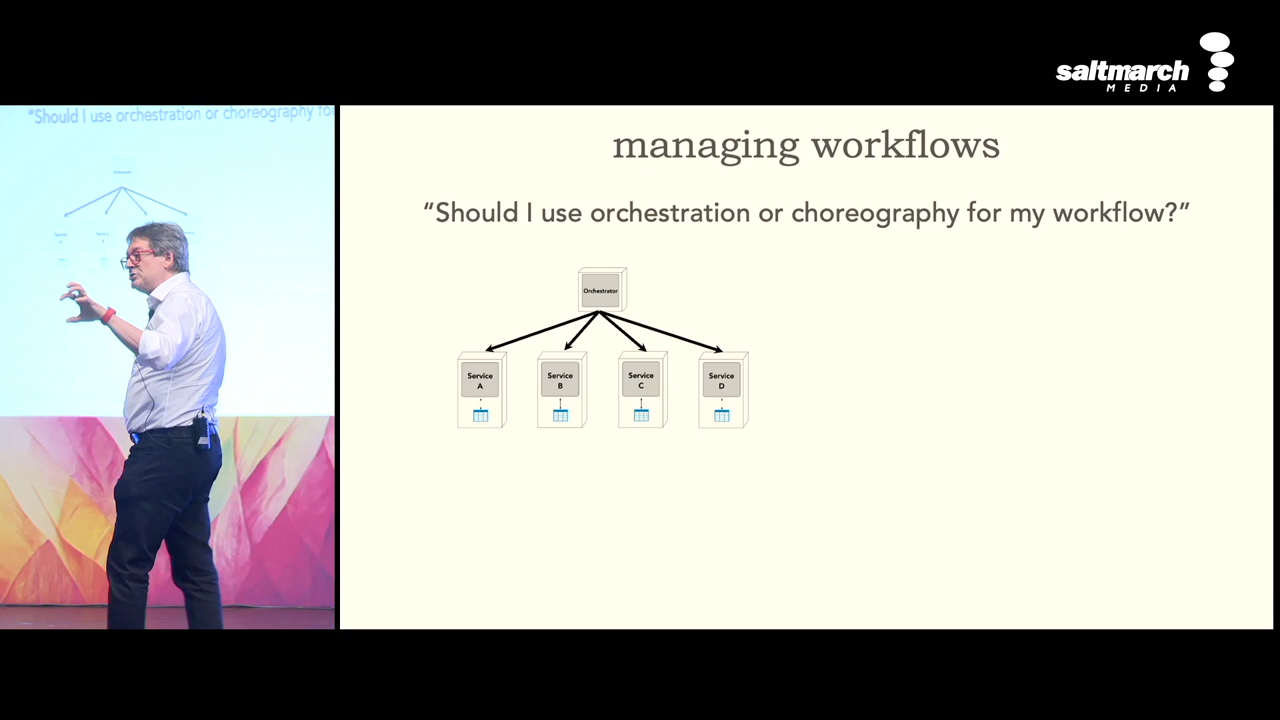 saltmarch
MEDIA
"Should I use orchestration or choreography fo
managing workflows
“Should I use orchestration or choreography for my workflow?”
Orchestrator
Service
A
Service
B
Service
C
Service
D